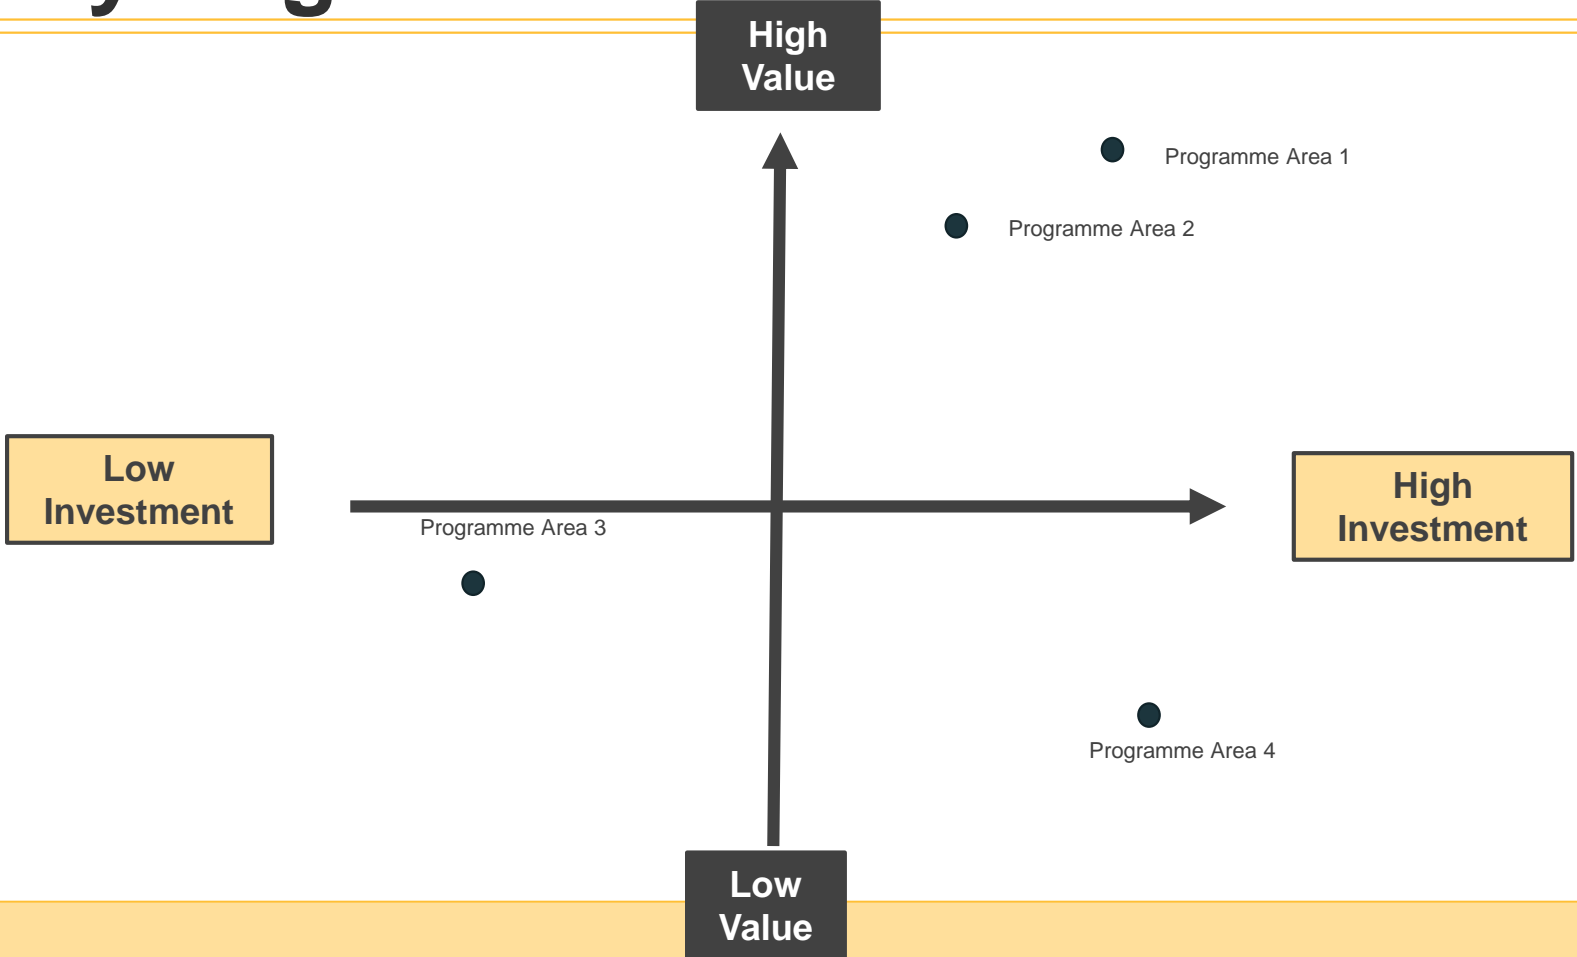 High
Value
Programme Area 1
Programme Area 2
Low
Investment
High
Investment
Programme Area 3
Programme Area 4
Low
Value